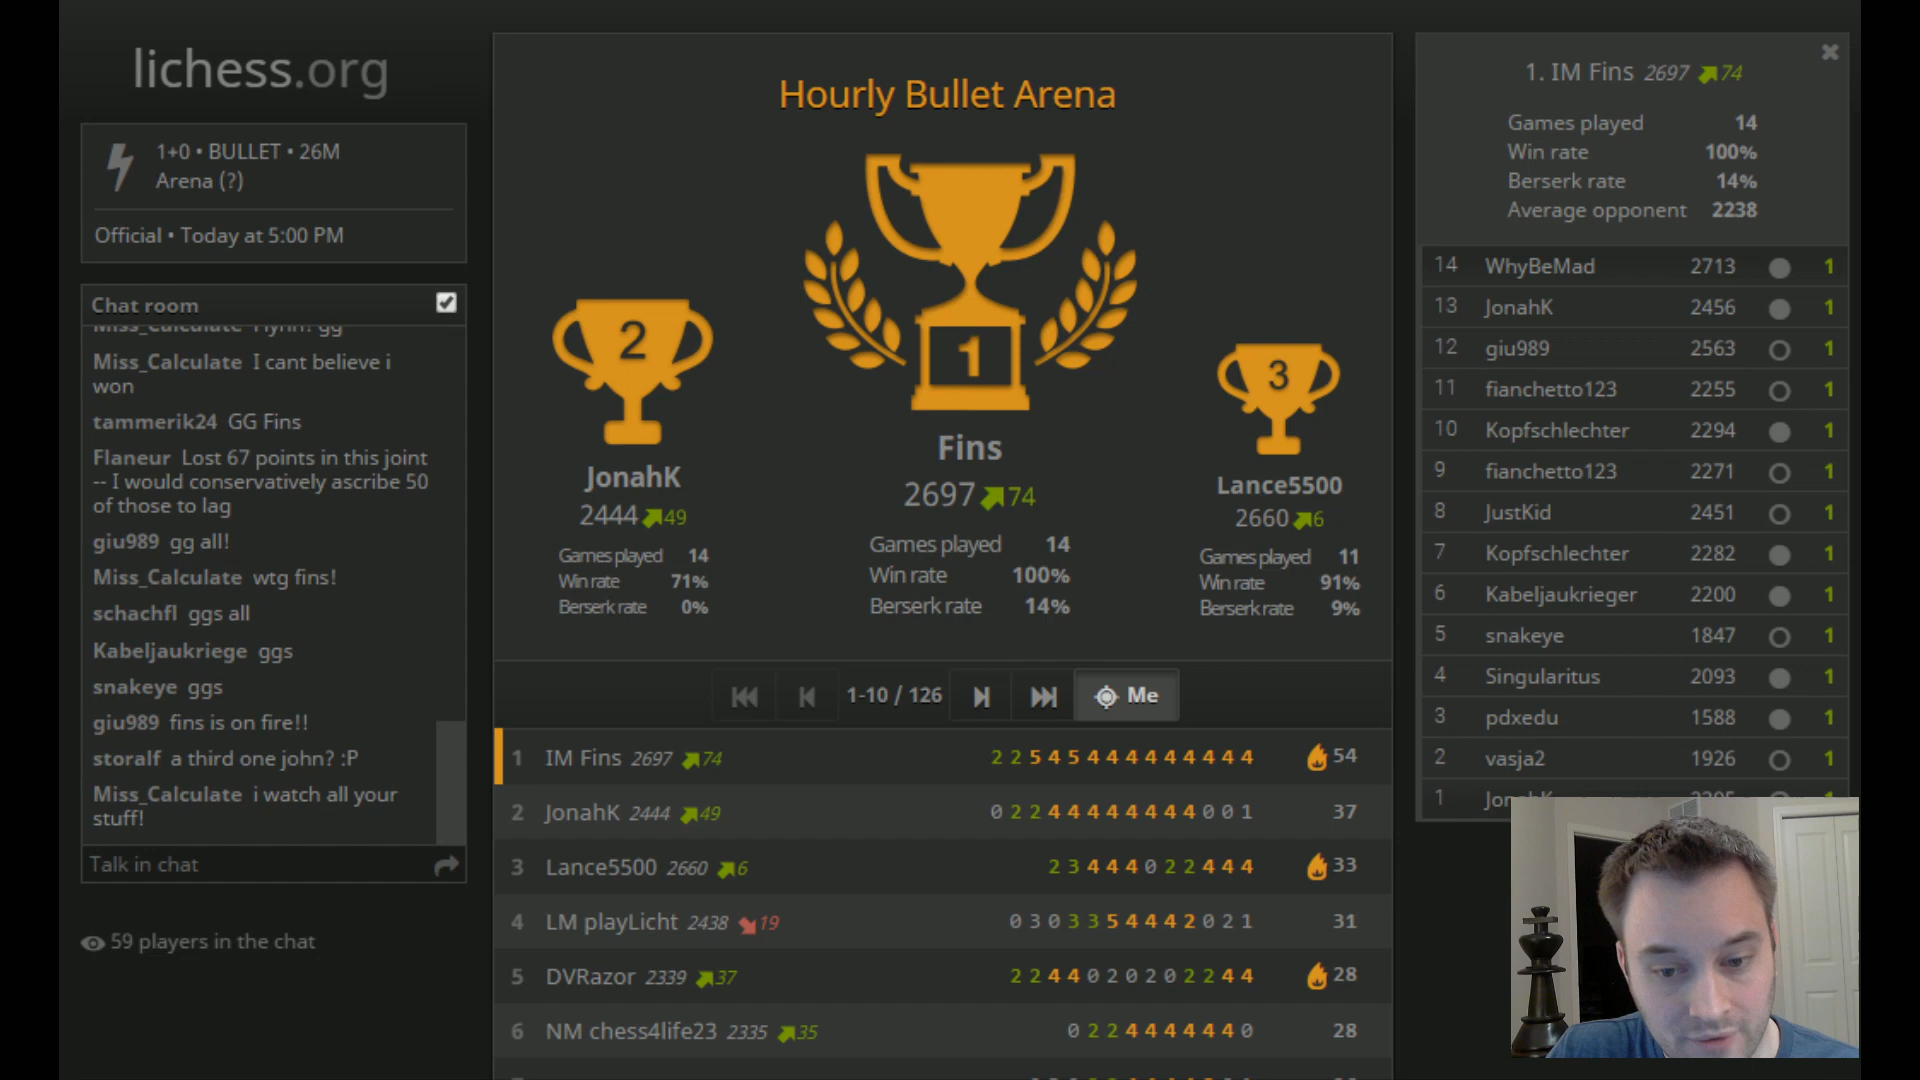 lichess.org
1+0 • BULLET • 26M
Arena (?)
Official • Today at 5:00 PM
Chat room
Miss_Calculate
gg
Miss_Calculate I cant believe i
won
tammerik24 GG Fins
Flaneur Lost 67 points in this joint
-- I would conservatively ascribe 50
of those to lag
giu989 gg all!
Miss_Calculate wtg fins!
schachfl ggs all
Kabeljaukriege ggs
snakeye ggs
giu989 fins is on fire!!
storalf a third one john? :P
Miss_Calculate i watch all your
stuff!
Talk in chat
59 players in the chat
Hourly Bullet Arena
2
JonahK
2444 49
Games played 14
Win rate 71%
Berserk rate 0%
1
Fins
2697 74
Games played 14
Win rate 100%
Berserk rate 14%
3
Lance5500
2660 6
Games played 11
Win rate 91%
Berserk rate 9%
1-10 / 126 Me
1 IM Fins 2697 74 2 2 5 4 5 4 4 4 4 4 4 4 4 4 54
2 JonahK 2444 49 0 2 2 4 4 4 4 4 4 4 4 0 0 1 37
3 Lance5500 2660 6 2 3 4 4 4 0 2 2 4 4 4 33
4 LM playLicht 2438 19 0 3 0 3 3 5 4 4 4 2 0 2 1 31
5 DVRazor 2339 37 2 2 4 4 0 2 0 2 0 2 2 4 4 28
6 NM chess4life23 2335 35 0 2 2 4 4 4 4 4 4 0 28
1. IM Fins 2697 74
Games played 14
Win rate 100%
Berserk rate 14%
Average opponent 2238
14 WhyBeMad 2713 1
13 JonahK 2456 1
12 giu989 2563 1
11 fianchetto123 2255 1
10 Kopfschlechter 2294 1
9 fianchetto123 2271 1
8 JustKid 2451 1
7 Kopfschlechter 2282 1
6 Kabeljaukrieger 2200 1
5 snakeye 1847 1
4 Singularitus 2093 1
3 pdxedu 1588 1
2 vasja2 1926 1
1